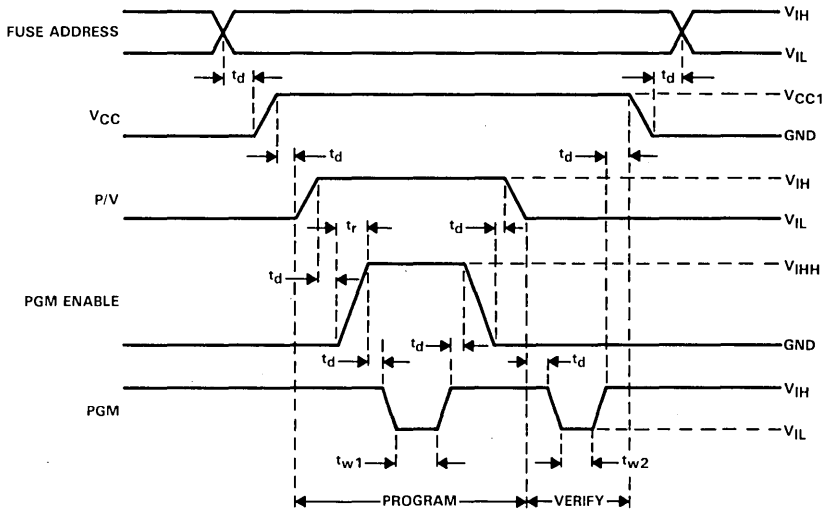 FUSE ADDRESS
VIH
VIL
td
td
VCC
VCC1
GND
td
td
P/V
VIH
VIL
tr
td
td
PGM ENABLE
VIHH
GND
td
td
td
PGM
VIH
VIL
tw1
tw2
PROGRAM
VERIFY